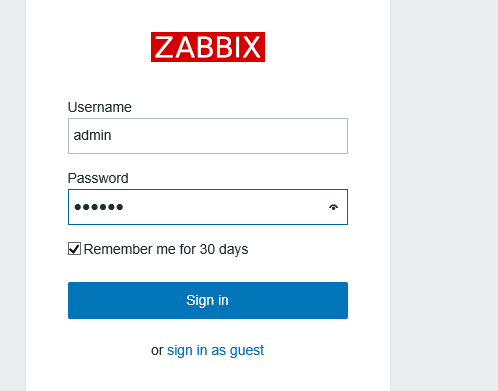 ZABBIX
Username
admin
Password
••••••
Remember me for 30 days
Sign in
or sign in as guest